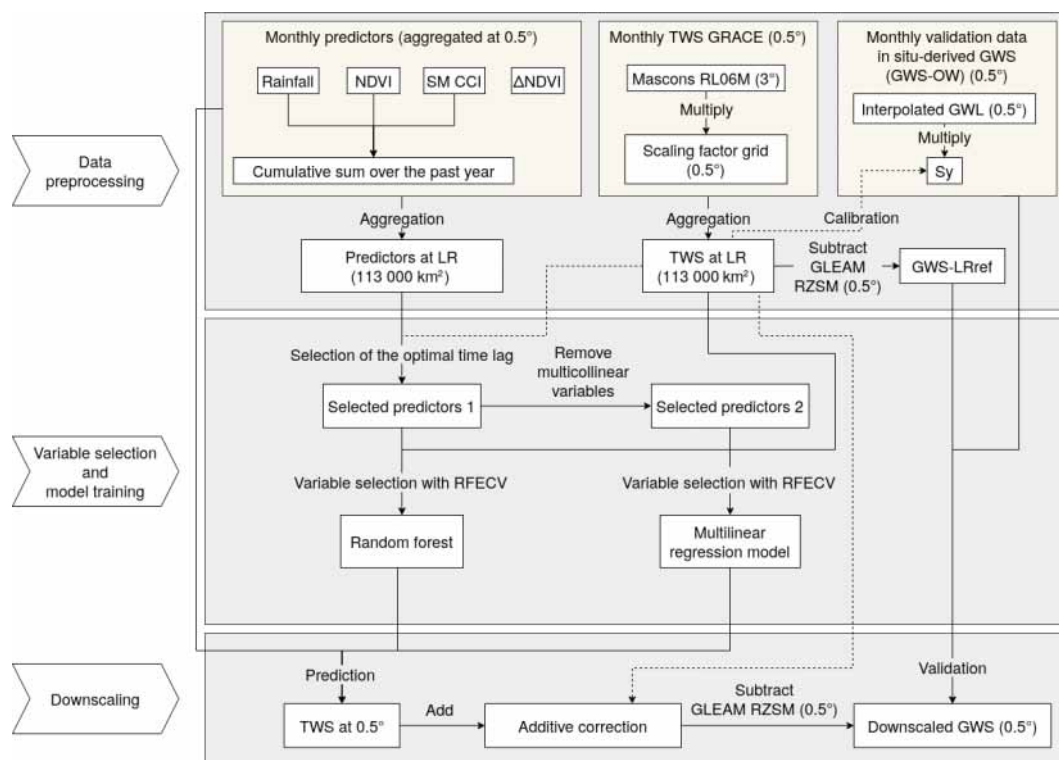 Monthly predictors (aggregated at 0.5°)
Rainfall
NDVI
SM CCI
ΔNDVI
Cumulative sum over the past year
Monthly TWS GRACE (0.5°)
Mascons RL06M (3°)
Multiply
Scaling factor grid
(0.5°)
Monthly validation data
in situ-derived GWS
(GWS-OW) (0.5°)
Interpolated GWL (0.5°)
Multiply
Sy
Data
preprocessing
Aggregation
Aggregation
Calibration
Predictors at LR
(113 000 km²)
TWS at LR
(113 000 km²)
Subtract
GLEAM
RZSM (0.5°)
GWS-LRref
Selection of the optimal time lag
Remove
multicollinear
variables
Selected predictors 1
Selected predictors 2
Variable selection
and
model training
Variable selection with RFECV
Variable selection with RFECV
Random forest
Multilinear
regression model
Downscaling
Prediction
Validation
TWS at 0.5°
Add
Additive correction
Subtract
GLEAM RZSM (0.5°)
Downscaled GWS (0.5°)